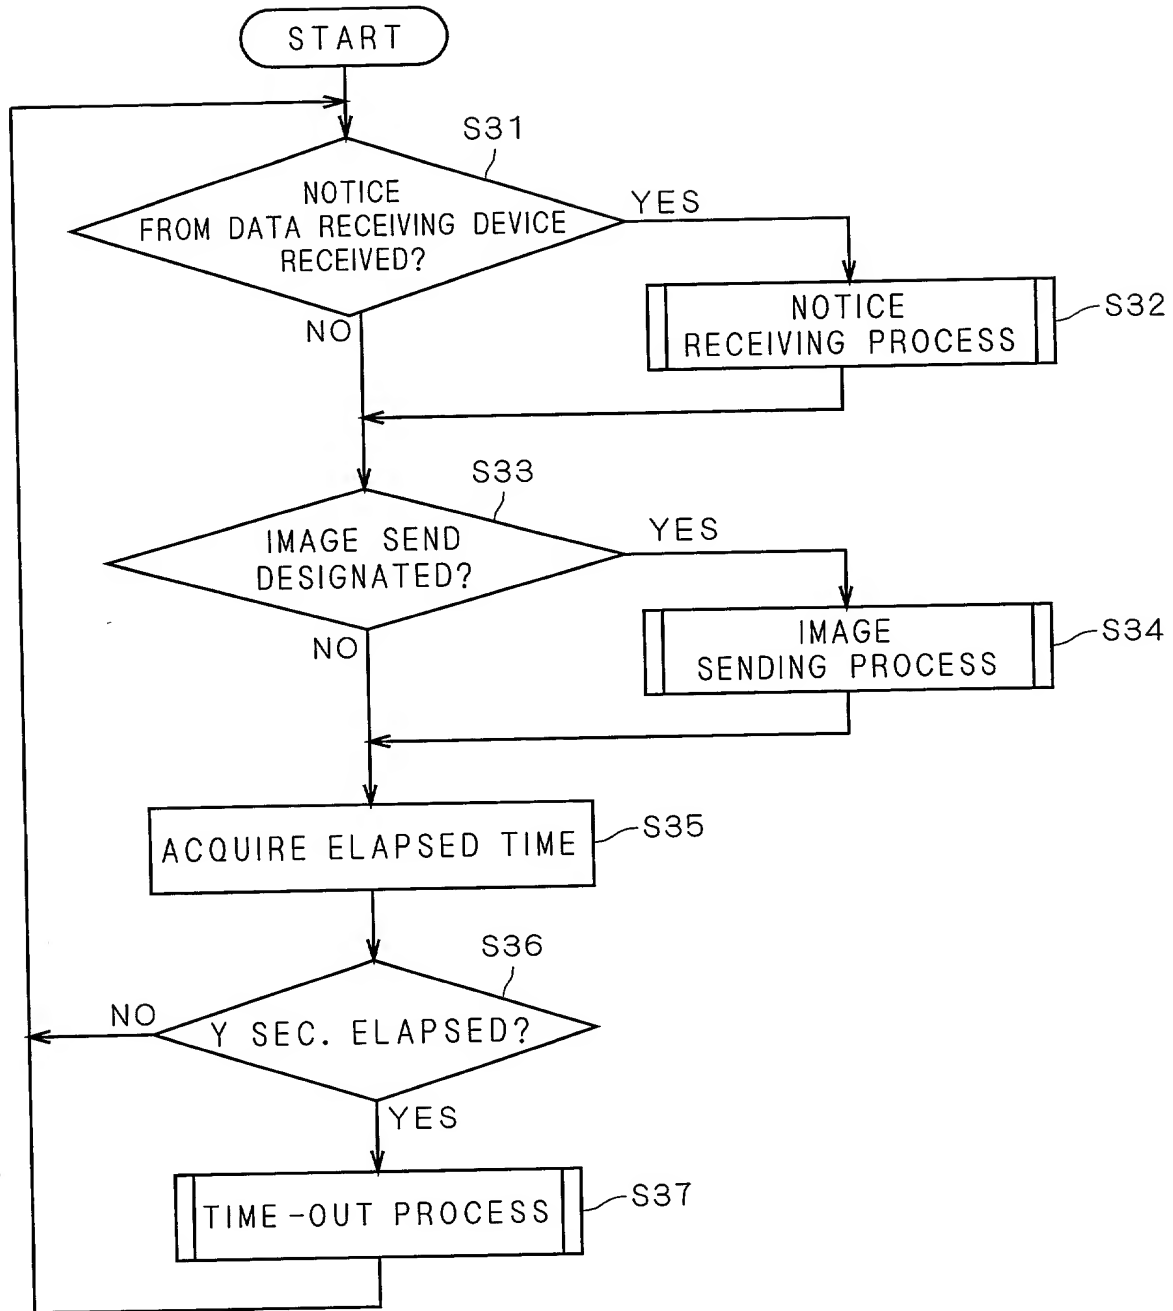 START
S31
NOTICE
FROM DATA RECEIVING DEVICE
RECEIVED?
YES
NO
NOTICE
RECEIVING PROCESS
S32
S33
IMAGE SEND
DESIGNATED?
YES
NO
IMAGE
SENDING PROCESS
S34
ACQUIRE ELAPSED TIME
S35
S36
NO
Y SEC. ELAPSED?
YES
TIME-OUT PROCESS
S37